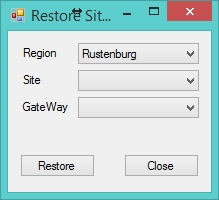 Restore Sit...
Region Rustenburg
Site
GateWay
Restore Close